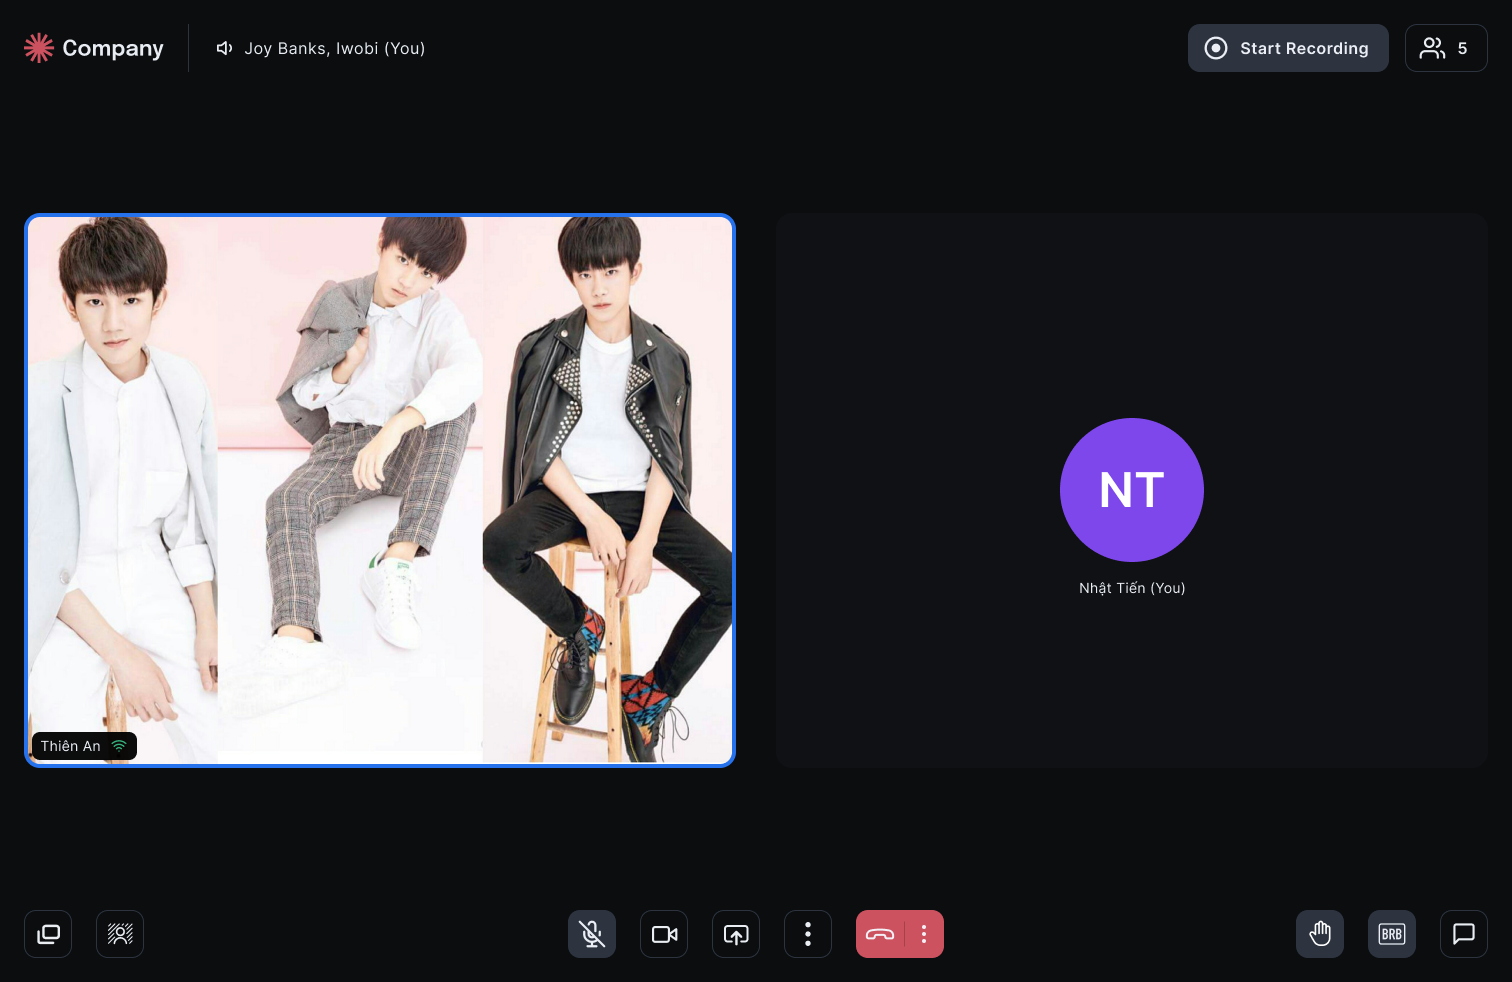 Company
Joy Banks, Iwobi (You)
Start Recording
5
Thiên An
NT
Nhật Tiến (You)
BRB